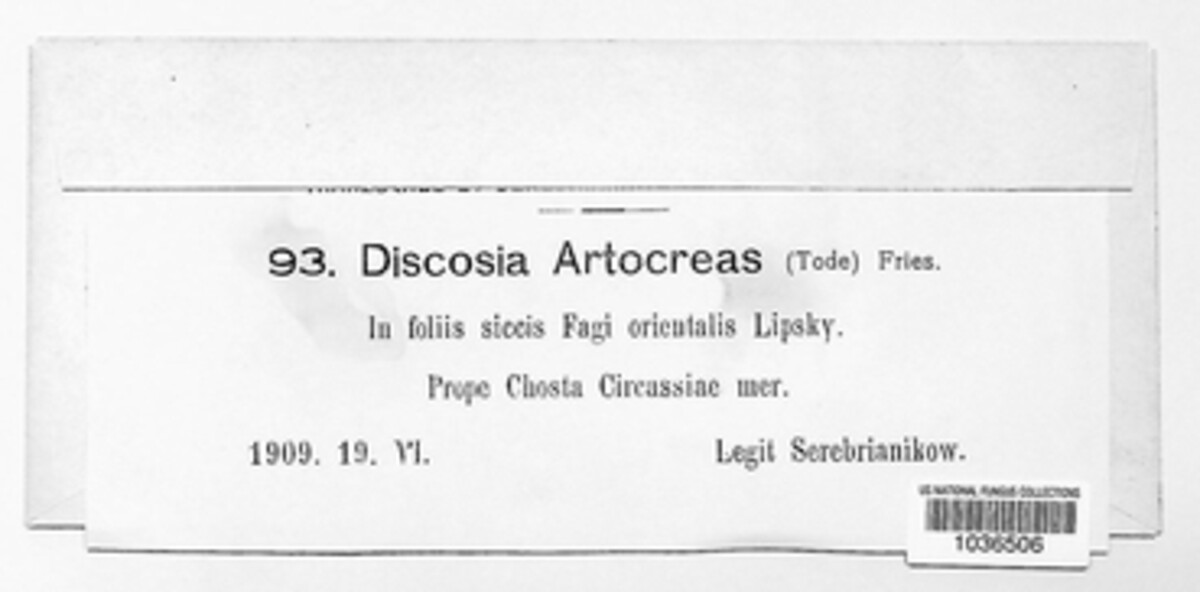 93. Discosia Artocreas (Tode) Fries.
In foliis siccis Fagi orientalis Lipsky.
Prope Chosta Circassiae mer.
1909. 19. VI.
Legit Serebrianikow.
US NATIONAL FUNGUS COLLECTIONS
1036506